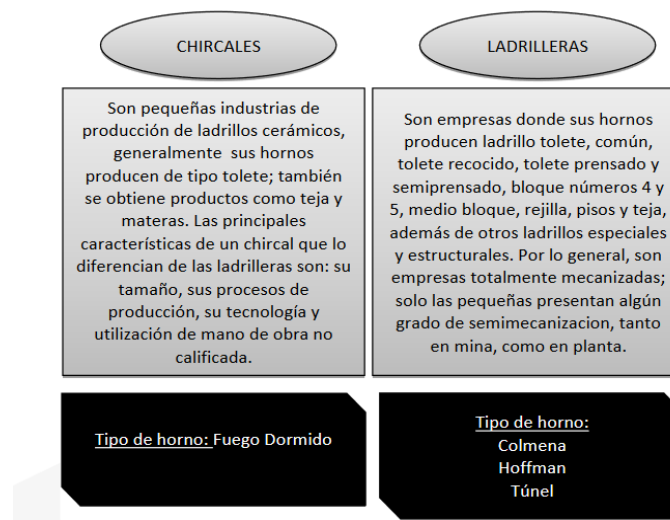 CHIRCALES
Son pequeñas industrias de
producción de ladrillos cerámicos,
generalmente sus hornos
producen de tipo tolete; también
se obtiene productos como teja y
materas. Las principales
características de un chircal que lo
diferencian de las ladrilleras son: su
tamaño, sus procesos de
producción, su tecnología y
utilización de mano de obra no
calificada.
Tipo de horno: Fuego Dormido
LADRILLERAS
Son empresas donde sus hornos
producen ladrillo tolete, común,
tolete recocido, tolete prensado y
semiprensado, bloque números 4 y
5, medio bloque, rejilla, pisos y teja,
además de otros ladrillos especiales
y estructurales. Por lo general, son
empresas totalmente mecanizadas;
solo las pequeñas presentan algún
grado de semimecanizacion, tanto
en mina, como en planta.
Tipo de horno:
Colmena
Hoffman
Túnel